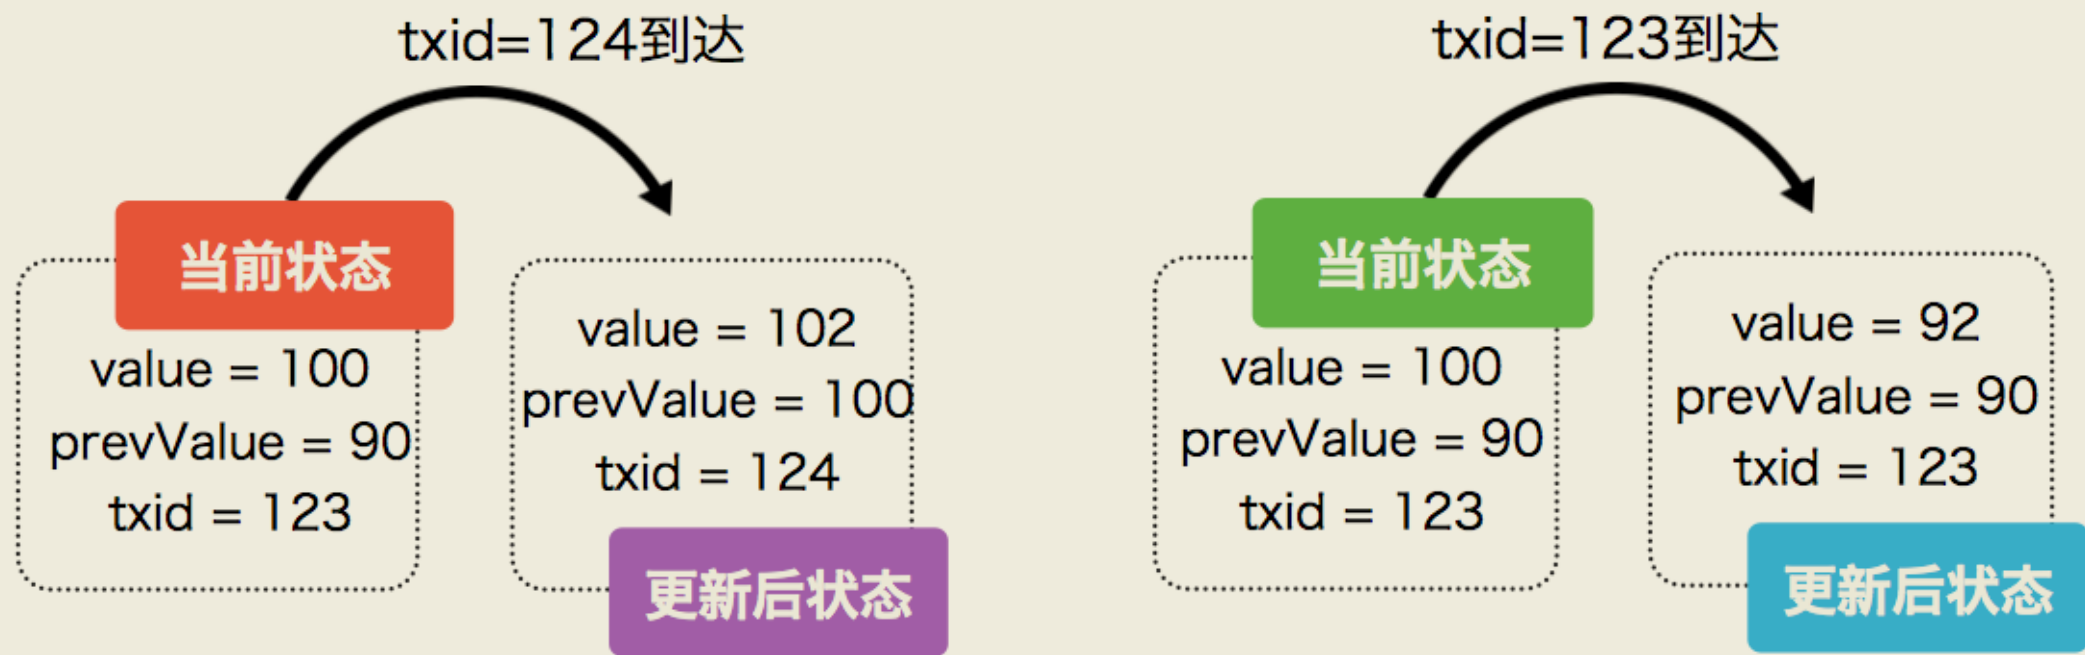 txid=124到达
当前状态
value = 100
prevValue = 90
txid = 123
value = 102
prevValue = 100
txid = 124
更新后状态
txid=123到达
当前状态
value = 100
prevValue = 90
txid = 123
value = 92
prevValue = 90
txid = 123
更新后状态